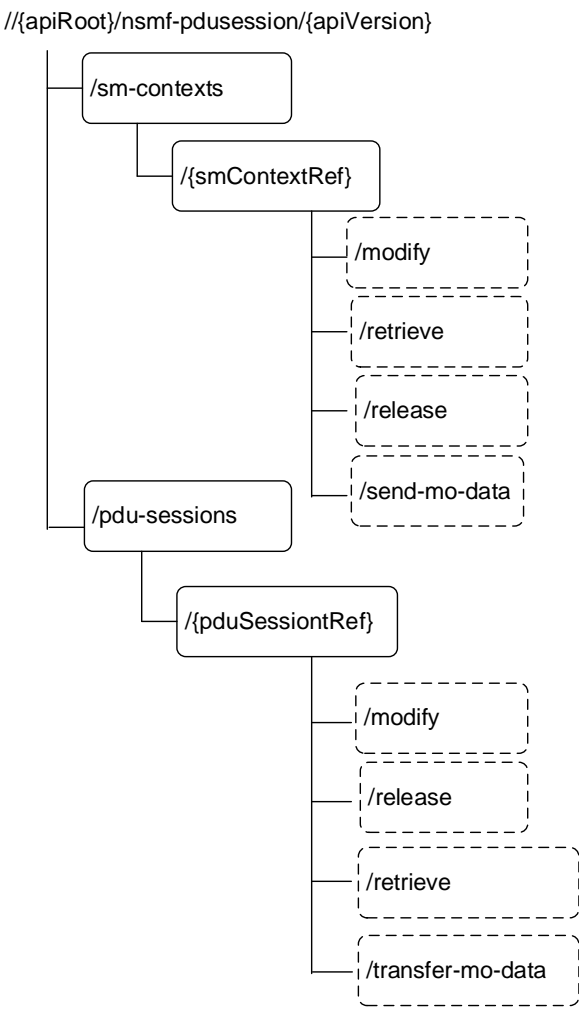 //{apiRoot}/nsmf-pdusession/{apiVersion}
/sm-contexts
/{smContextRef}
/modify
/retrieve
/release
/send-mo-data
/pdu-sessions
/{pduSessiontRef}
/modify
/release
/retrieve
/transfer-mo-data